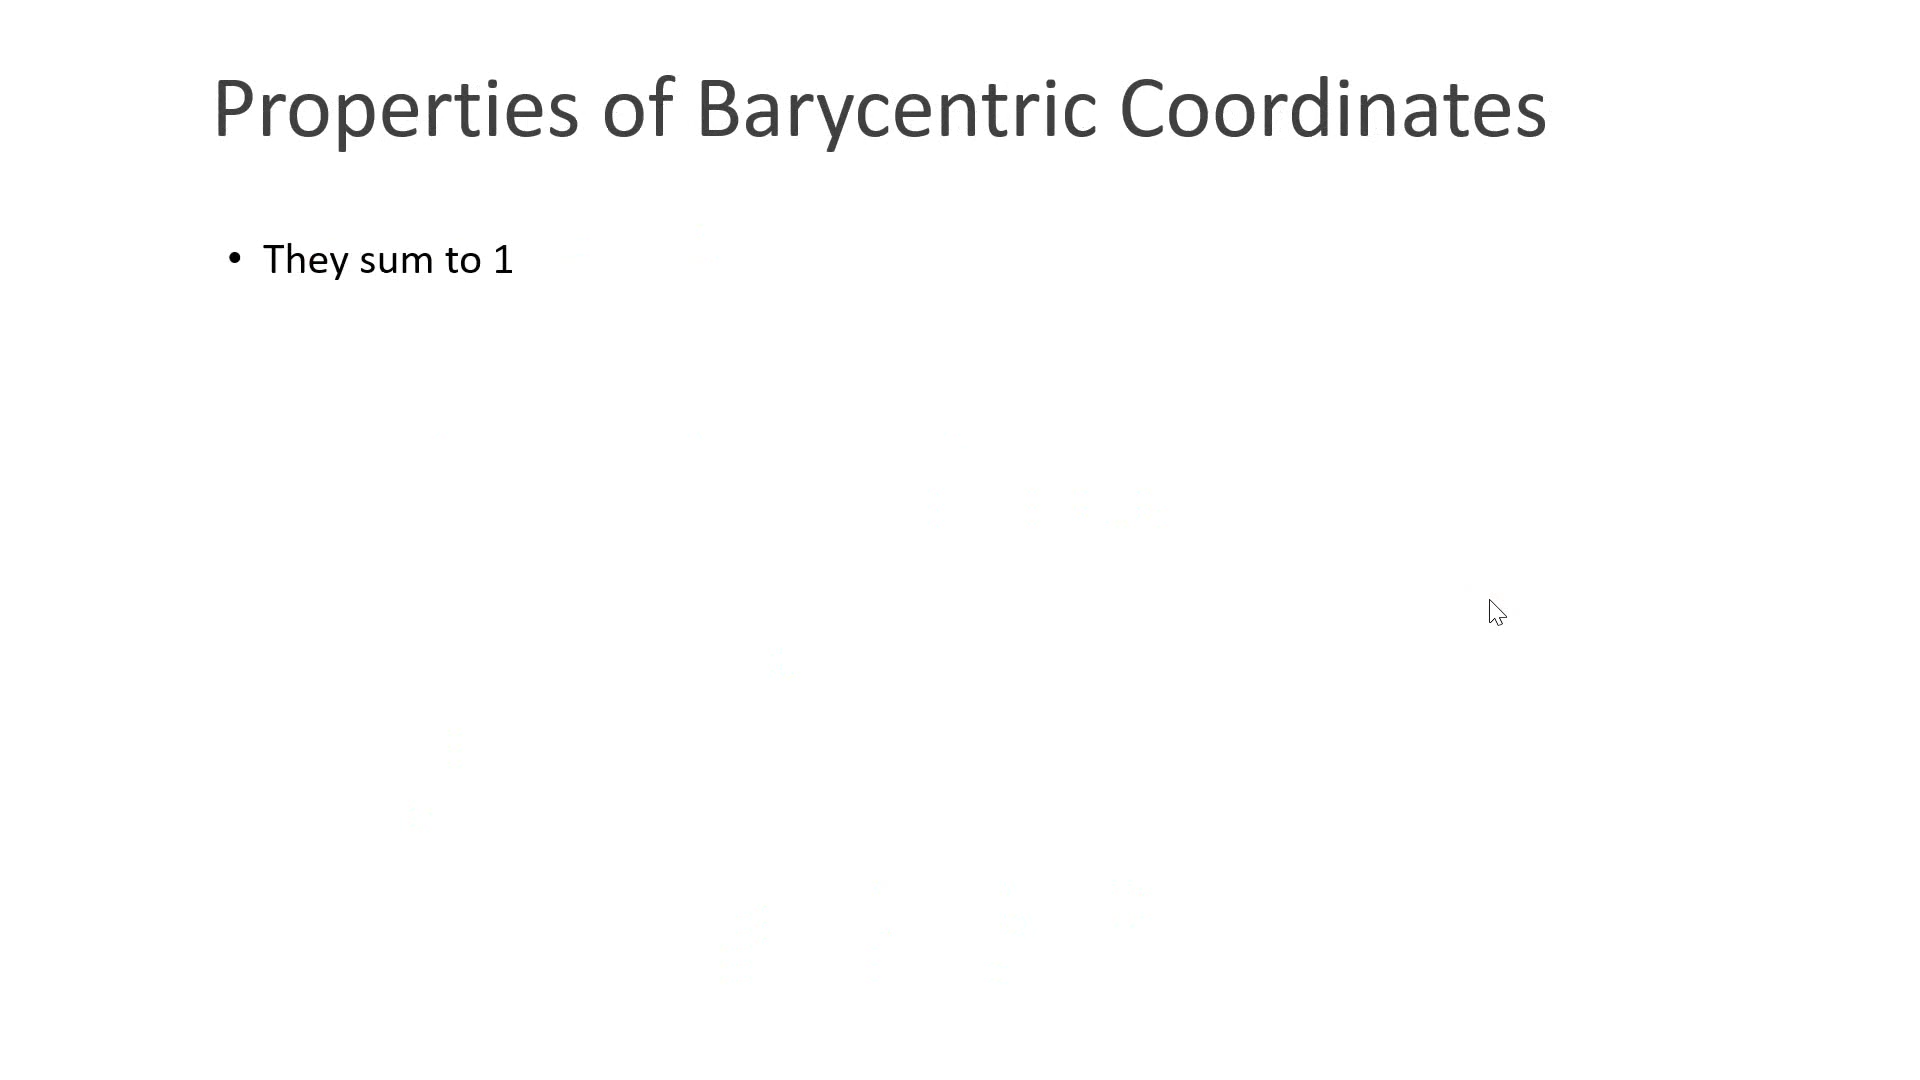 Properties of Barycentric Coordinates
• They sum to 1